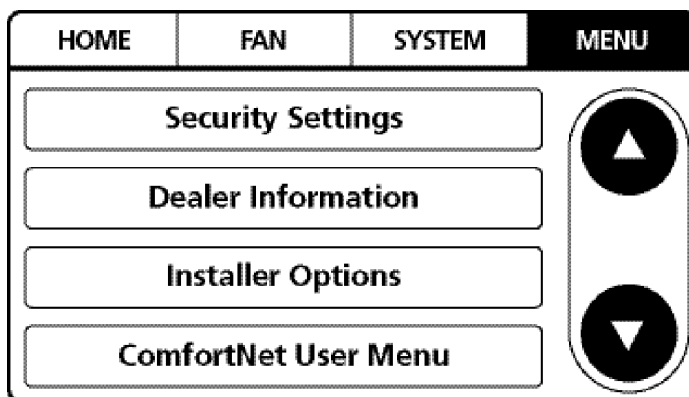 HOME FAN SYSTEM MENU
Security Settings
Dealer Information
Installer Options
ComfortNet User Menu